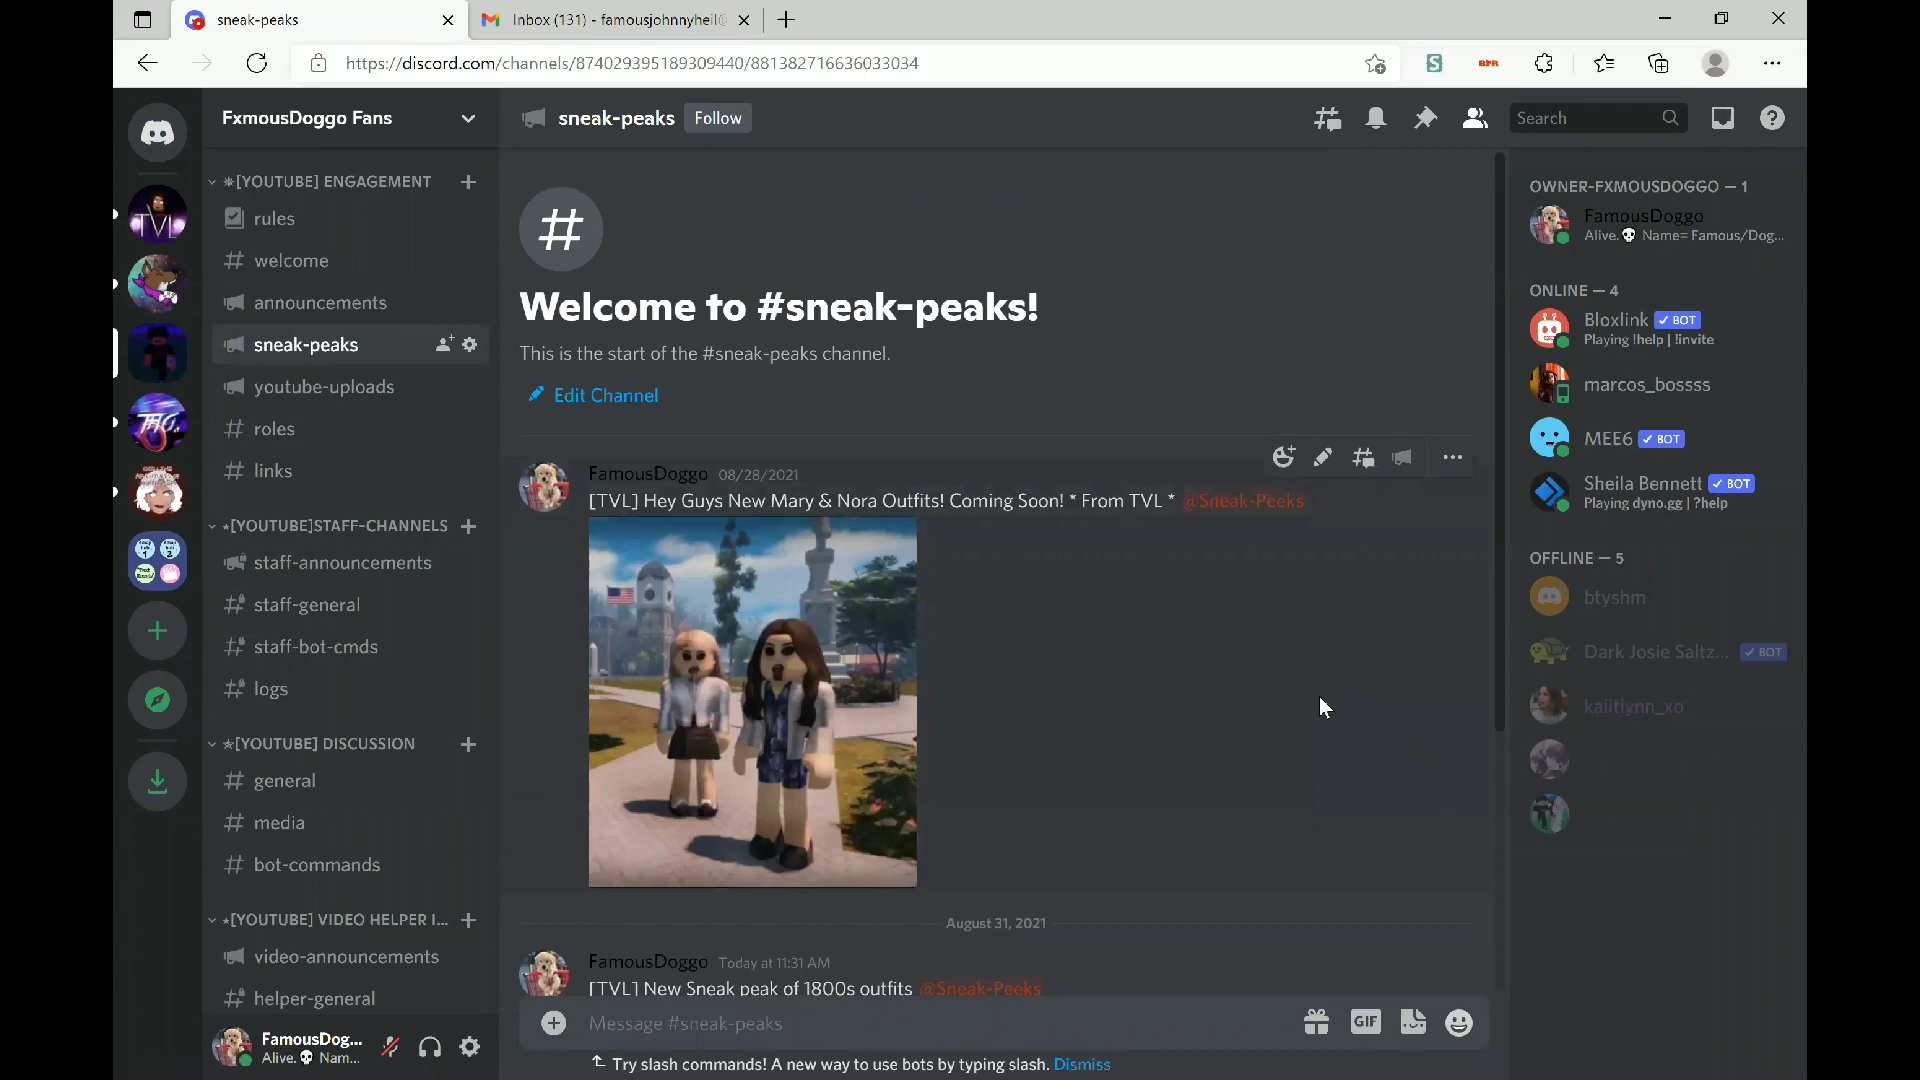 sneak-peaks
Inbox (131) - famousjohnnyheil@
https://discord.com/channels/874029395189309440/881382716636033034
TVL
FxmousDoggo Fans
*[YOUTUBE] ENGAGEMENT
rules
welcome
announcements
sneak-peaks
youtube-uploads
roles
links
⋆[YOUTUBE]STAFF-CHANNELS
staff-announcements
staff-general
staff-bot-cmds
logs
☆[YOUTUBE] DISCUSSION
general
media
bot-commands
⋆[YOUTUBE] VIDEO HELPER I...
video-announcements
helper-general
FamousDog...
Alive.💀 Nam...
sneak-peaks Follow
Search
Welcome to #sneak-peaks!
This is the start of the #sneak-peaks channel.
Edit Channel
FamousDoggo 08/28/2021
[TVL] Hey Guys New Mary & Nora Outfits! Coming Soon! * From TVL * @Sneak-Peeks
August 31, 2021
FamousDoggo Today at 11:31 AM
[TVL] New Sneak peak of 1800s outfits @Sneak-Peeks
Message #sneak-peaks
GIF
Try slash commands! A new way to use bots by typing slash. Dismiss
OWNER-FXMOUSDOGGO — 1
FamousDoggo
Alive.💀 Name= Famous/Dog...
ONLINE — 4
Bloxlink ✓ BOT
Playing !help | !invite
marcos_bossss
MEE6 ✓ BOT
Sheila Bennett ✓ BOT
Playing dyno.gg | ?help
OFFLINE — 5
btyshm
Dark Josie Saltz... ✓ BOT
kaiitlynn_xo